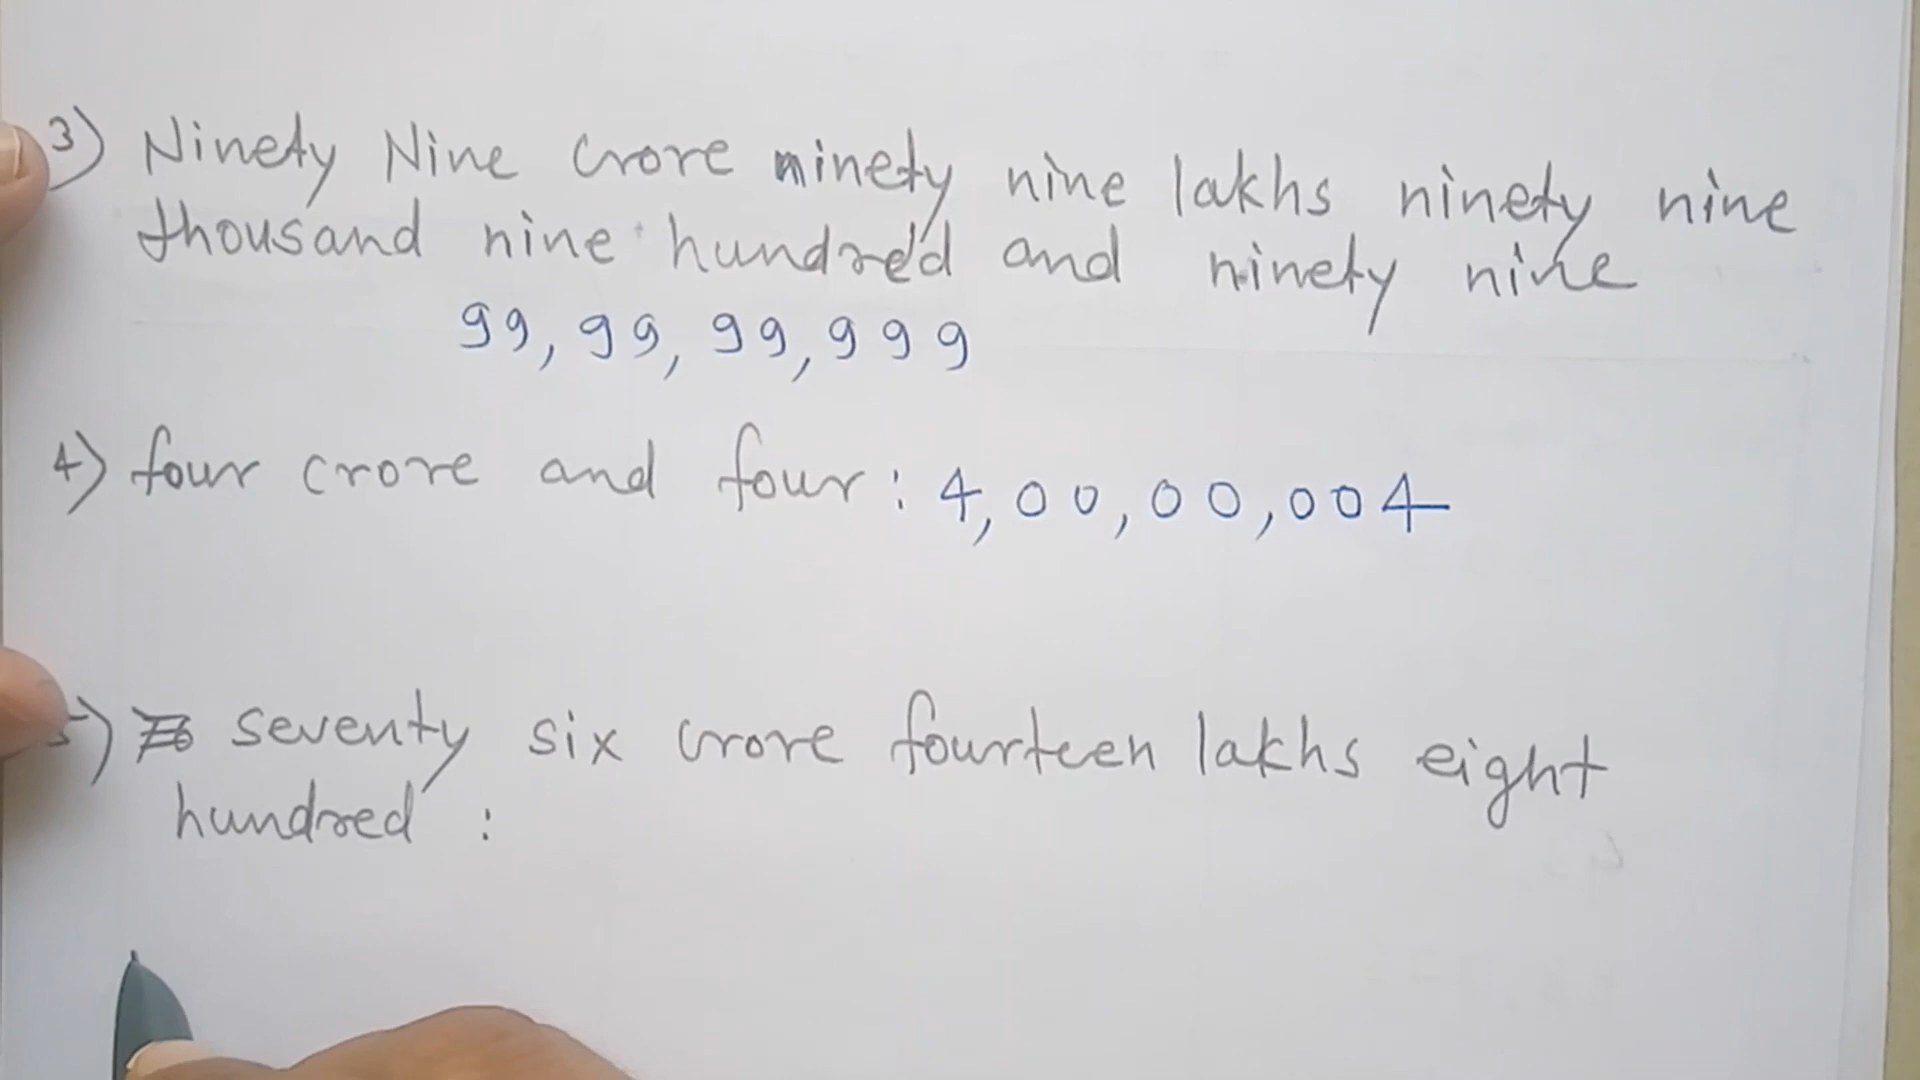 3) Ninety Nine crore ninety nine lakhs ninety nine
thousand nine hundred and ninety nine
99,99,99,999
4) four crore and four : 4,00,00,004
5) seventy six crore fourteen lakhs eight
hundred :